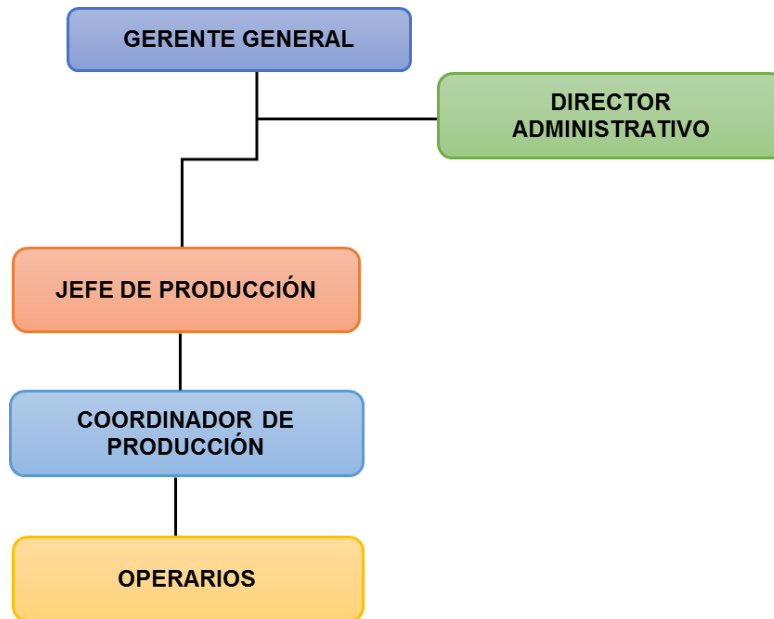 GERENTE GENERAL
DIRECTOR
ADMINISTRATIVO
JEFE DE PRODUCCIÓN
COORDINADOR DE
PRODUCCIÓN
OPERARIOS